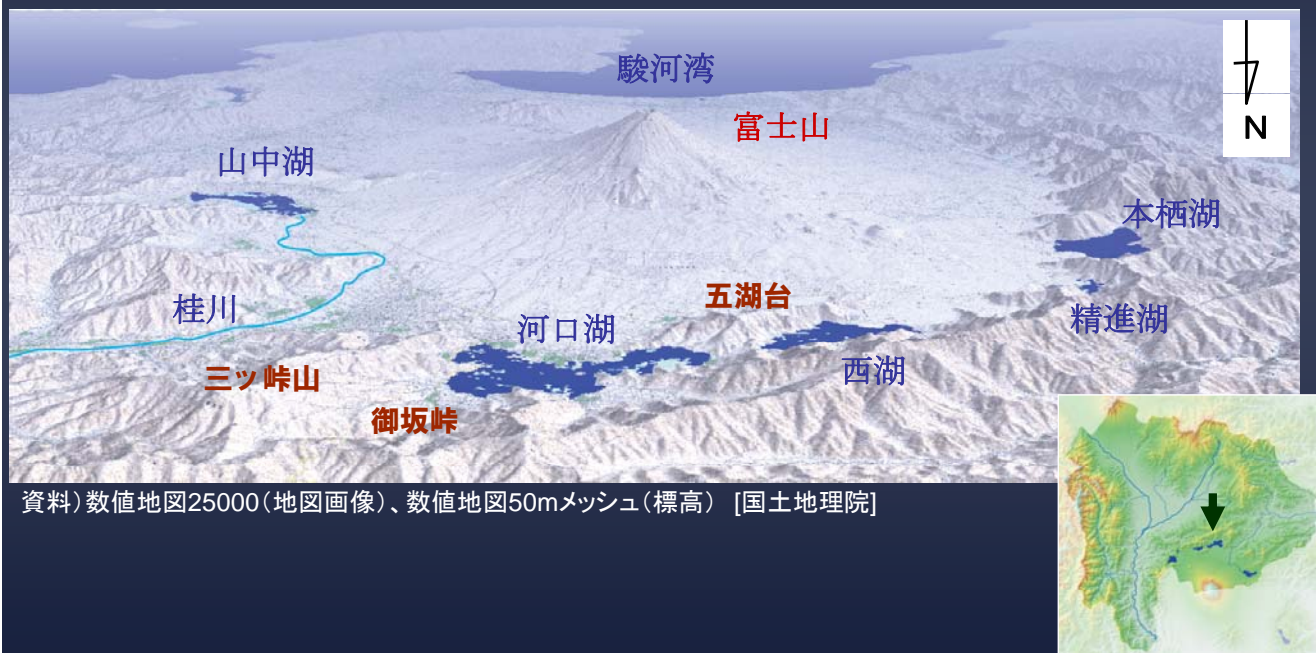 駿河湾
富士山
N
山中湖
本栖湖
五湖台
桂川
河口湖
精進湖
西湖
三ッ峠山
御坂峠
資料）数値地図25000（地図画像）、数値地図50mメッシュ（標高） [国土地理院]